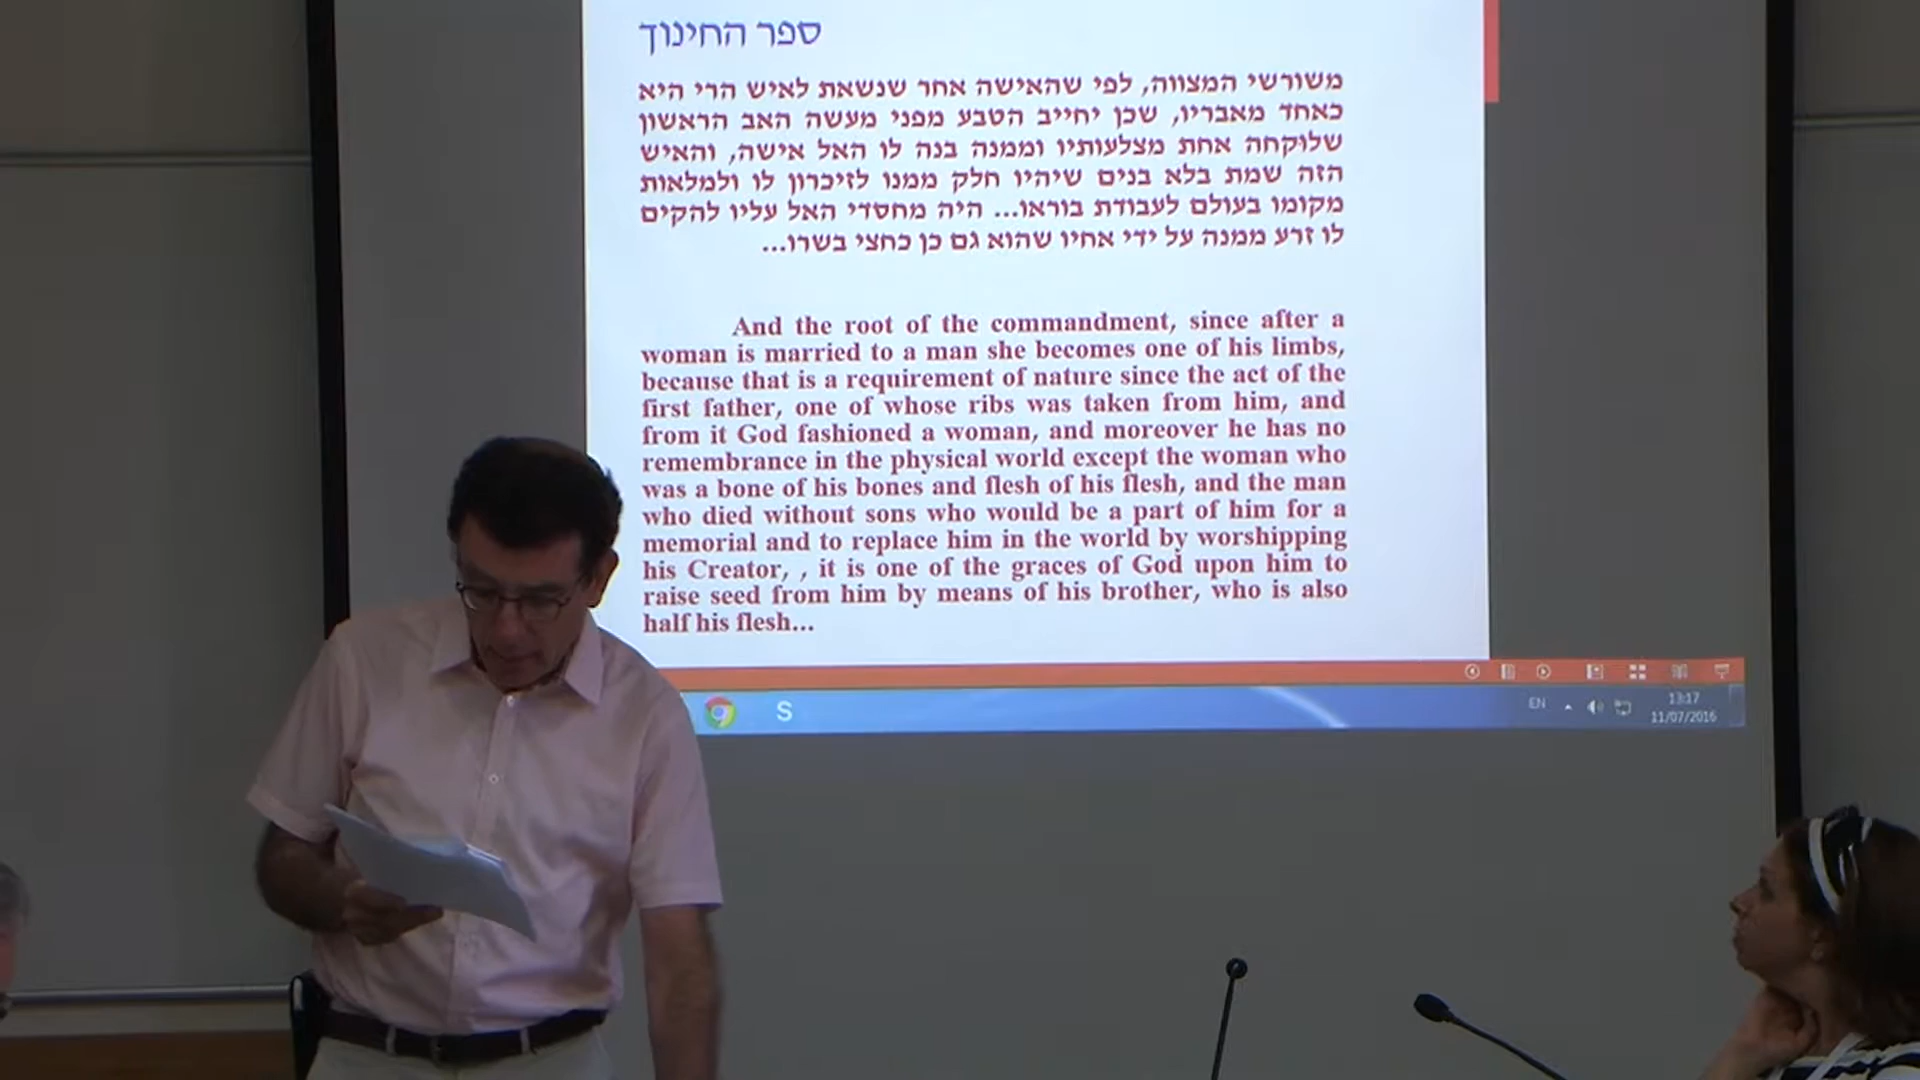 ספר החינוך
משורשי המצווה, לפי שהאישה אחר שנשאת לאיש הרי היא
כאחד מאבריו, שכן יחייב הטבע מפני מעשה האב הראשון
שלוקחה אחת מצלעותיו וממנה בנה לו האל אישה, והאיש
הזה שמת בלא בנים שיהיו חלק ממנו לזיכרון לו ולמלאות
מקומו בעולם לעבודת בוראו... היה מחסדי האל עליו להקים
לו זרע ממנה על ידי אחיו שהוא גם כן כחצי בשרו...
And the root of the commandment, since after a
woman is married to a man she becomes one of his limbs,
because that is a requirement of nature since the act of the
first father, one of whose ribs was taken from him, and
from it God fashioned a woman, and moreover he has no
remembrance in the physical world except the woman who
was a bone of his bones and flesh of his flesh, and the man
who died without sons who would be a part of him for a
memorial and to replace him in the world by worshipping
his Creator, , it is one of the graces of God upon him to
raise seed from him by means of his brother, who is also
half his flesh...
S
EN
13:17
11/07/2016